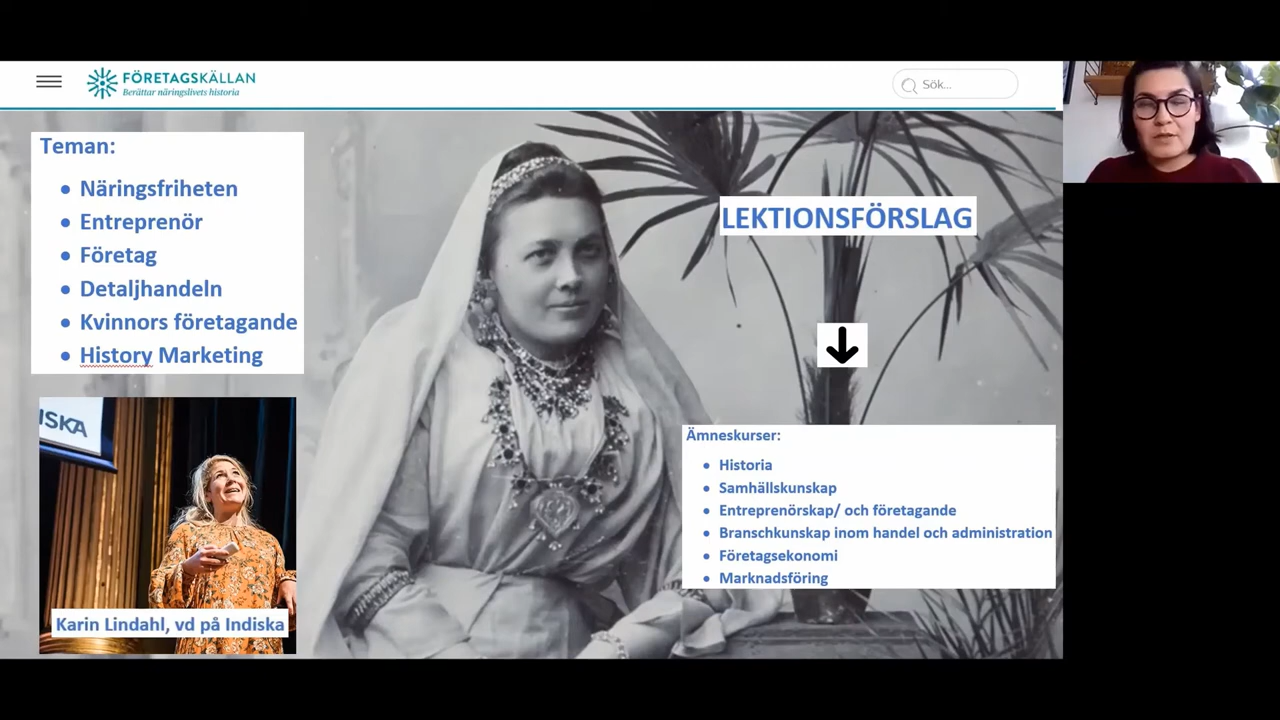 FÖRETAGSKÄLLAN
Berättar näringslivets historia
Sök...
Teman:
• Näringsfriheten
• Entreprenör
• Företag
• Detaljhandeln
• Kvinnors företagande
• History Marketing
ISKA
Karin Lindahl, vd på Indiska
LEKTIONSFÖRSLAG
Ämneskurser:
• Historia
• Samhällskunskap
• Entreprenörskap/ och företagande
• Branschkunskap inom handel och administration
• Företagsekonomi
• Marknadsföring